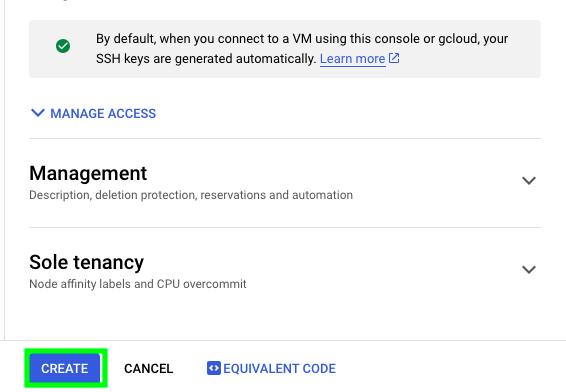 By default, when you connect to a VM using this console or gcloud, your
SSH keys are generated automatically. Learn more
MANAGE ACCESS
Management
Description, deletion protection, reservations and automation
Sole tenancy
Node affinity labels and CPU overcommit
CREATE CANCEL EQUIVALENT CODE